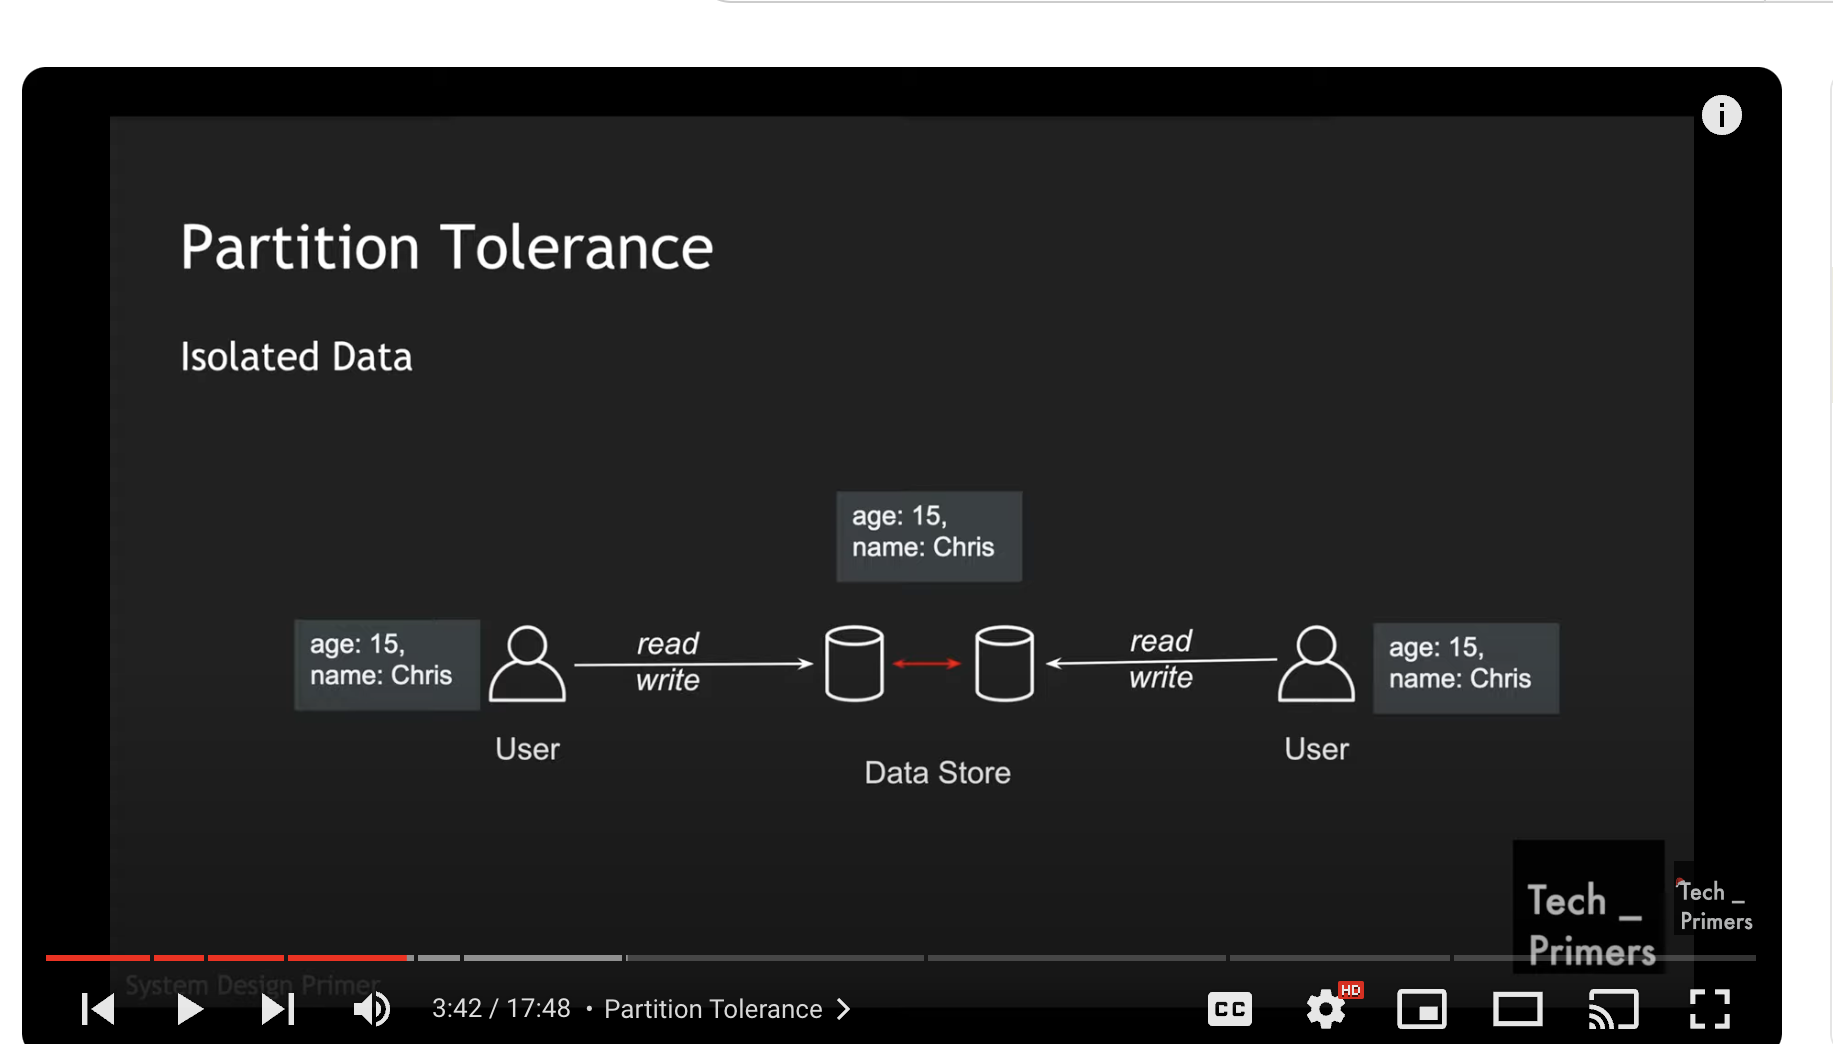 Partition Tolerance
Isolated Data
age: 15,
name: Chris
age: 15,
name: Chris
read
write
read
write
age: 15,
name: Chris
User
User
Data Store
Tech _
Primers
Tech _
Primers
System Design Primer
3:42 / 17:48 • Partition Tolerance
CC
HD